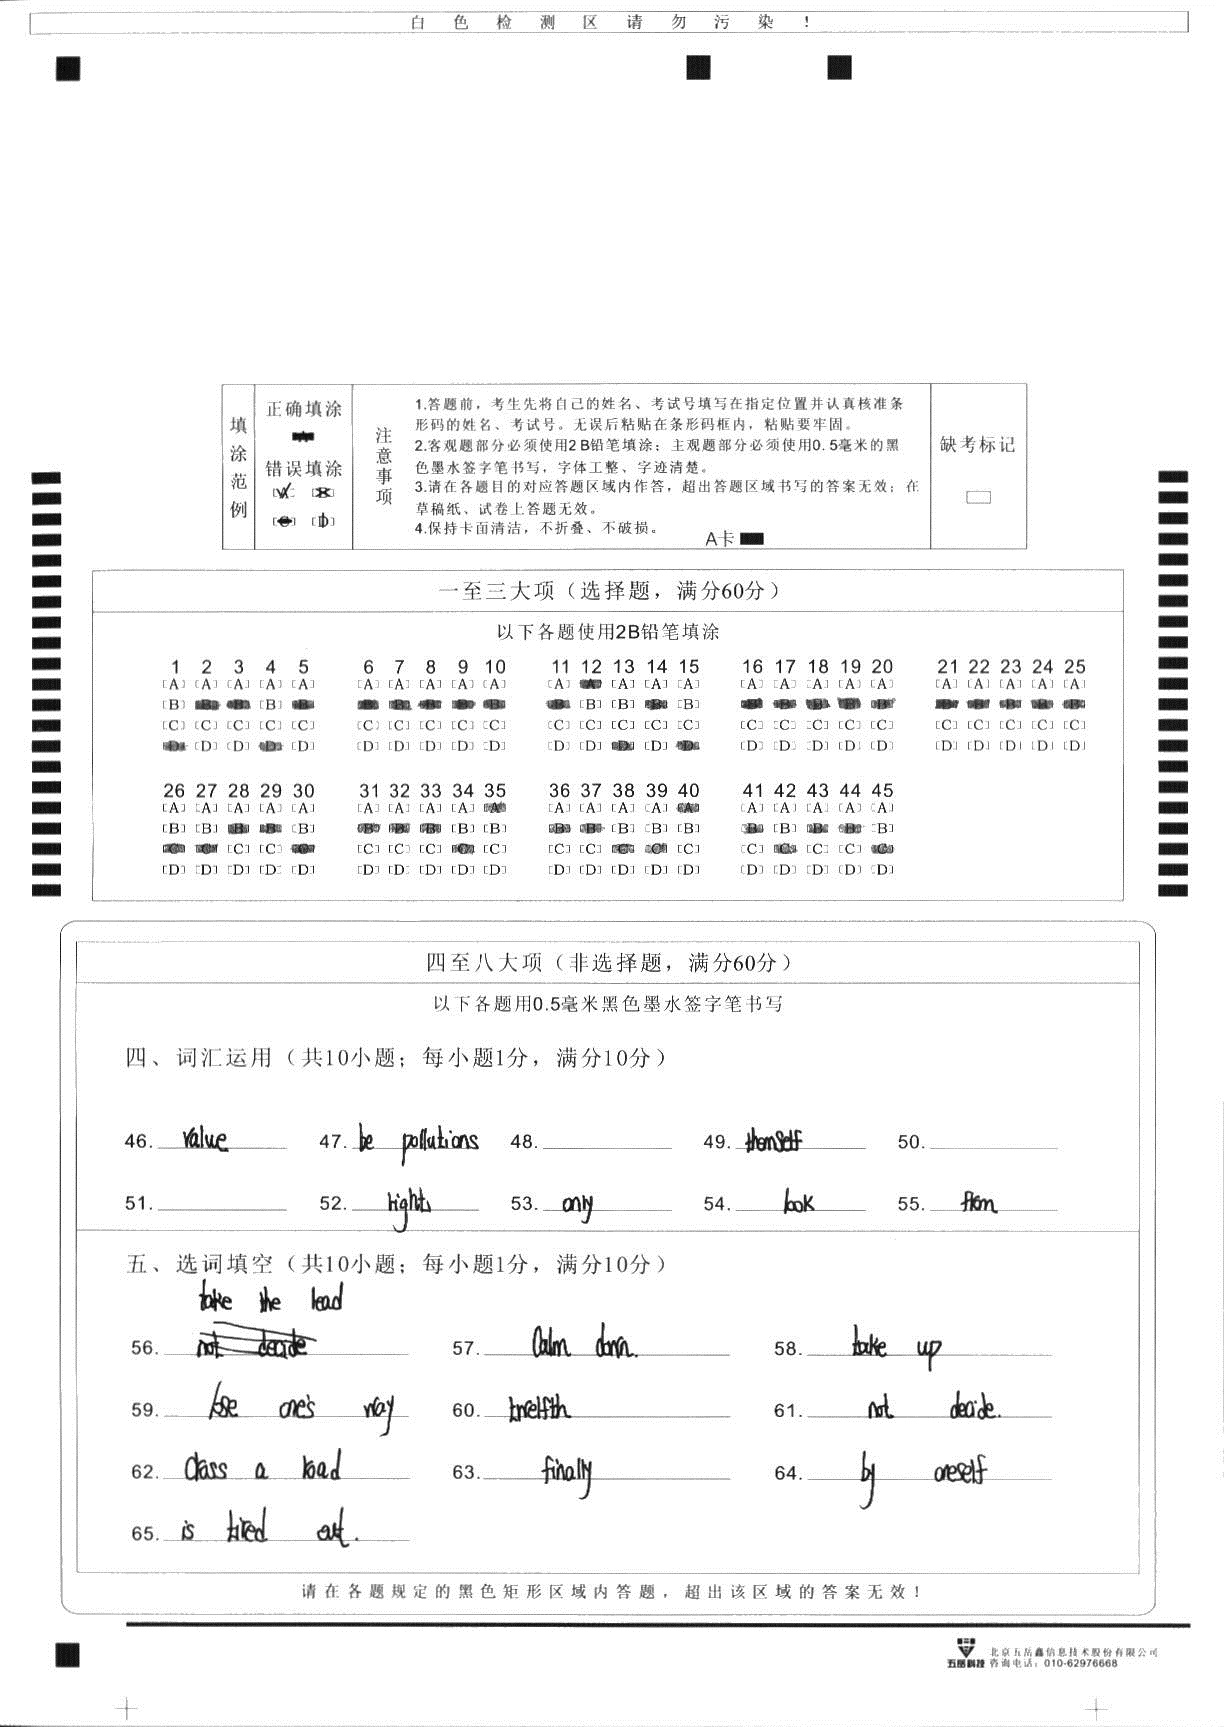 白色检测区请勿污染!
填涂范例
正确填涂
错误填涂
[A] [B]
[C] [D]
注意事项
1.答题前，考生先将自己的姓名、考试号填写在指定位置并认真核准条
形码的姓名、考试号。无误后粘贴在条形码框内，粘贴要牢固。
2.客观题部分必须使用2B铅笔填涂；主观题部分必须使用0.5毫米的黑
色墨水签字笔书写，字体工整、字迹清楚。
3.请在各题目的对应答题区域内作答，超出答题区域书写的答案无效；在
草稿纸、试卷上答题无效。
4.保持卡面清洁，不折叠、不破损。
A卡
缺考标记
一至三大项（选择题，满分60分）
以下各题使用2B铅笔填涂
1 2 3 4 5 6 7 8 9 10 11 12 13 14 15 16 17 18 19 20 21 22 23 24 25
[A] [A] [A] [A] [A] [A] [A] [A] [A] [A] [A] [A] [A] [A] [A] [A] [A] [A] [A] [A] [A] [A] [A] [A] [A]
[B] [B] [B] [B] [B] [B] [B] [B] [B] [B] [B] [B] [B] [B] [B] [B] [B] [B] [B] [B] [B] [B] [B] [B] [B]
[C] [C] [C] [C] [C] [C] [C] [C] [C] [C] [C] [C] [C] [C] [C] [C] [C] [C] [C] [C] [C] [C] [C] [C] [C]
[D] [D] [D] [D] [D] [D] [D] [D] [D] [D] [D] [D] [D] [D] [D] [D] [D] [D] [D] [D] [D] [D] [D] [D] [D]
26 27 28 29 30 31 32 33 34 35 36 37 38 39 40 41 42 43 44 45
[A] [A] [A] [A] [A] [A] [A] [A] [A] [A] [A] [A] [A] [A] [A] [A] [A] [A] [A] [A]
[B] [B] [B] [B] [B] [B] [B] [B] [B] [B] [B] [B] [B] [B] [B] [B] [B] [B] [B] [B]
[C] [C] [C] [C] [C] [C] [C] [C] [C] [C] [C] [C] [C] [C] [C] [C] [C] [C] [C] [C]
[D] [D] [D] [D] [D] [D] [D] [D] [D] [D] [D] [D] [D] [D] [D] [D] [D] [D] [D] [D]
四至八大项（非选择题，满分60分）
以下各题用0.5毫米黑色墨水签字笔书写
四、词汇运用（共10小题；每小题1分，满分10分）
46. value 47. be pollutions 48. 49. themself 50.
51. 52. rights 53. only 54. look 55. from
五、选词填空（共10小题；每小题1分，满分10分）
take the lead
56. not decide 57. Calm down. 58. take up
59. lose one's way 60. twelfth 61. not decide.
62. Crass a road 63. finally 64. by oneself
65. is tired out.
请在各题规定的黑色矩形区域内答题，超出该区域的答案无效！
五岳科技 北京五岳鑫信息技术股份有限公司
咨询电话：010-62976668